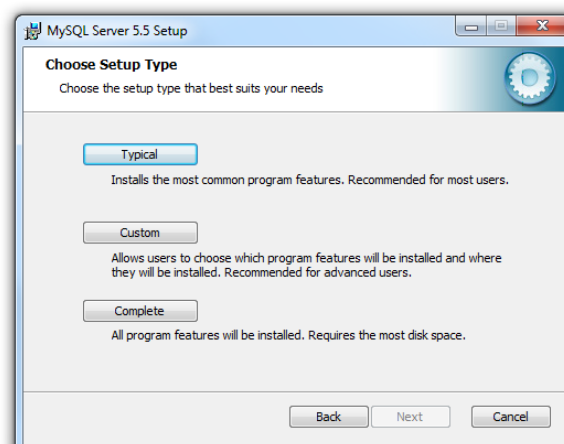 MySQL Server 5.5 Setup
Choose Setup Type
Choose the setup type that best suits your needs
Typical
Installs the most common program features. Recommended for most users.
Custom
Allows users to choose which program features will be installed and where
they will be installed. Recommended for advanced users.
Complete
All program features will be installed. Requires the most disk space.
Back Next Cancel